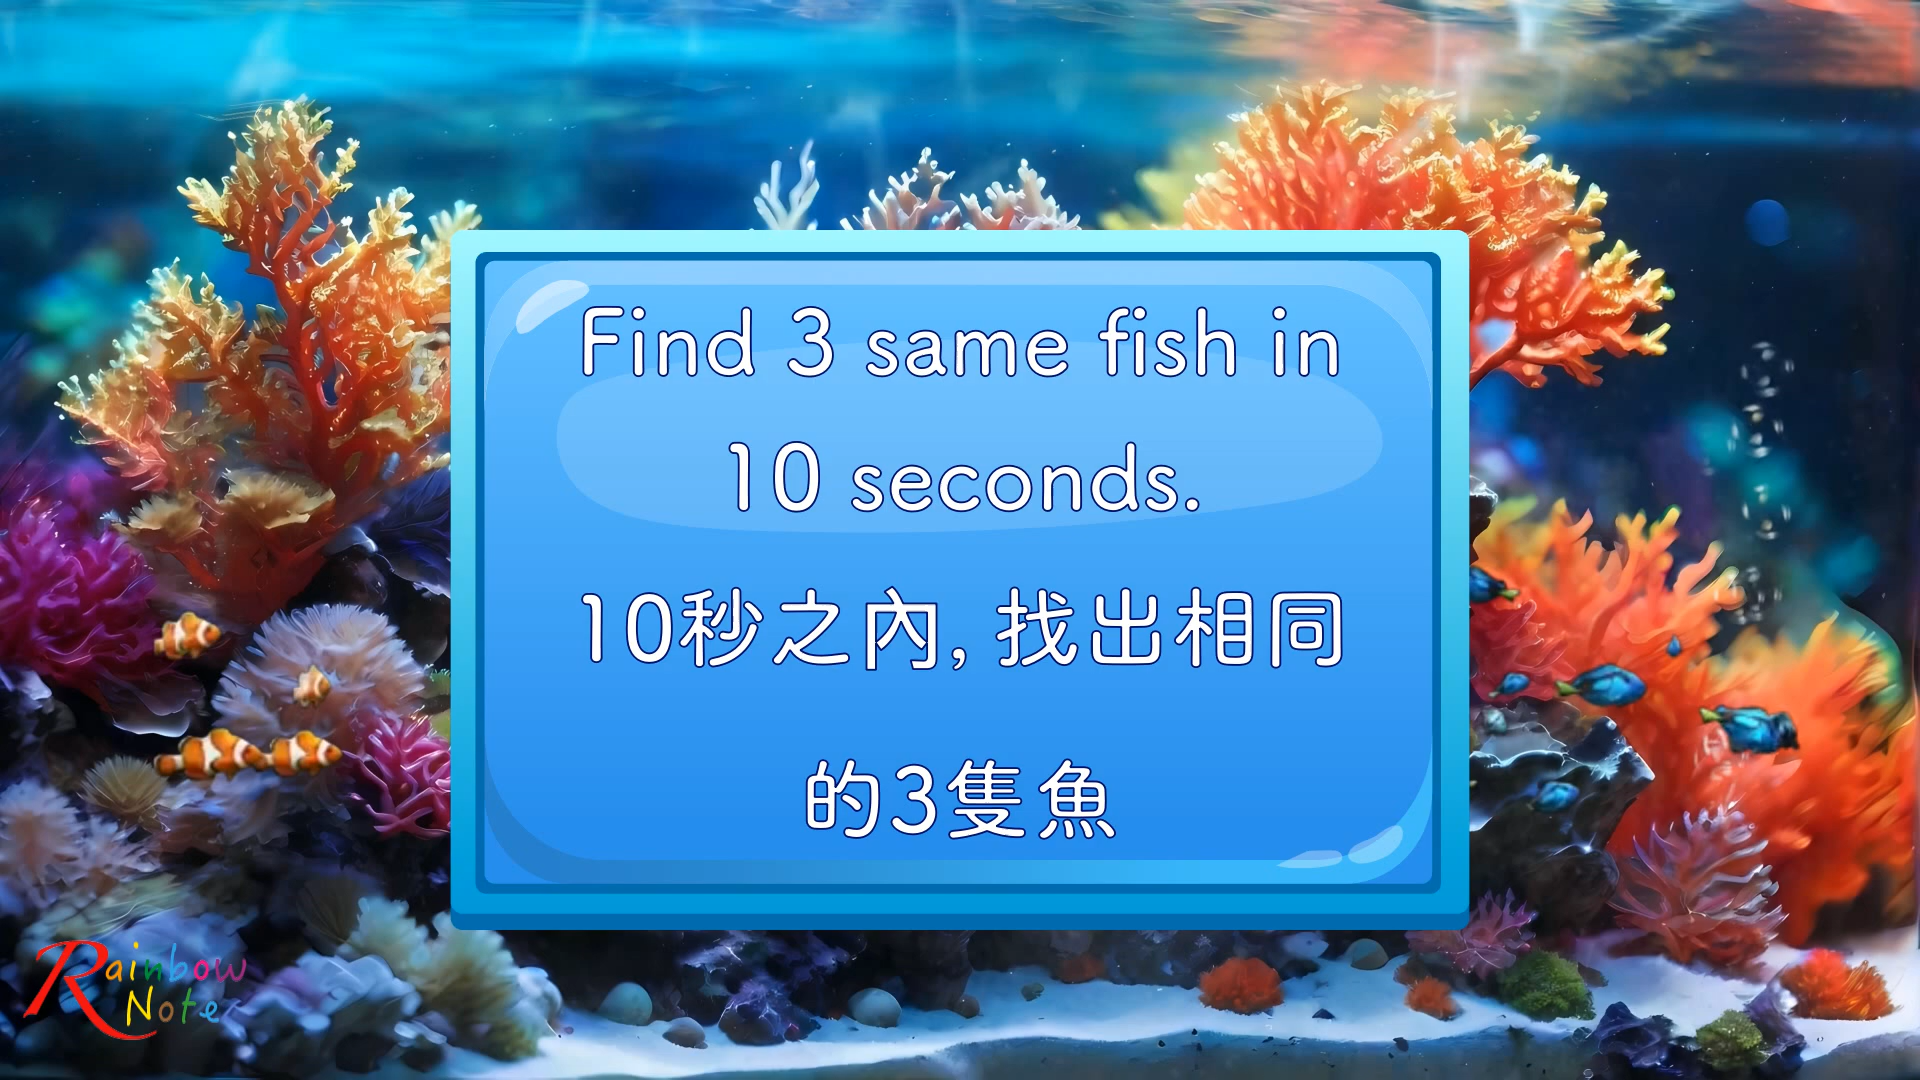 Find 3 same fish in
10 seconds.
10秒之內, 找出相同
的3隻魚
Rainbow
Note